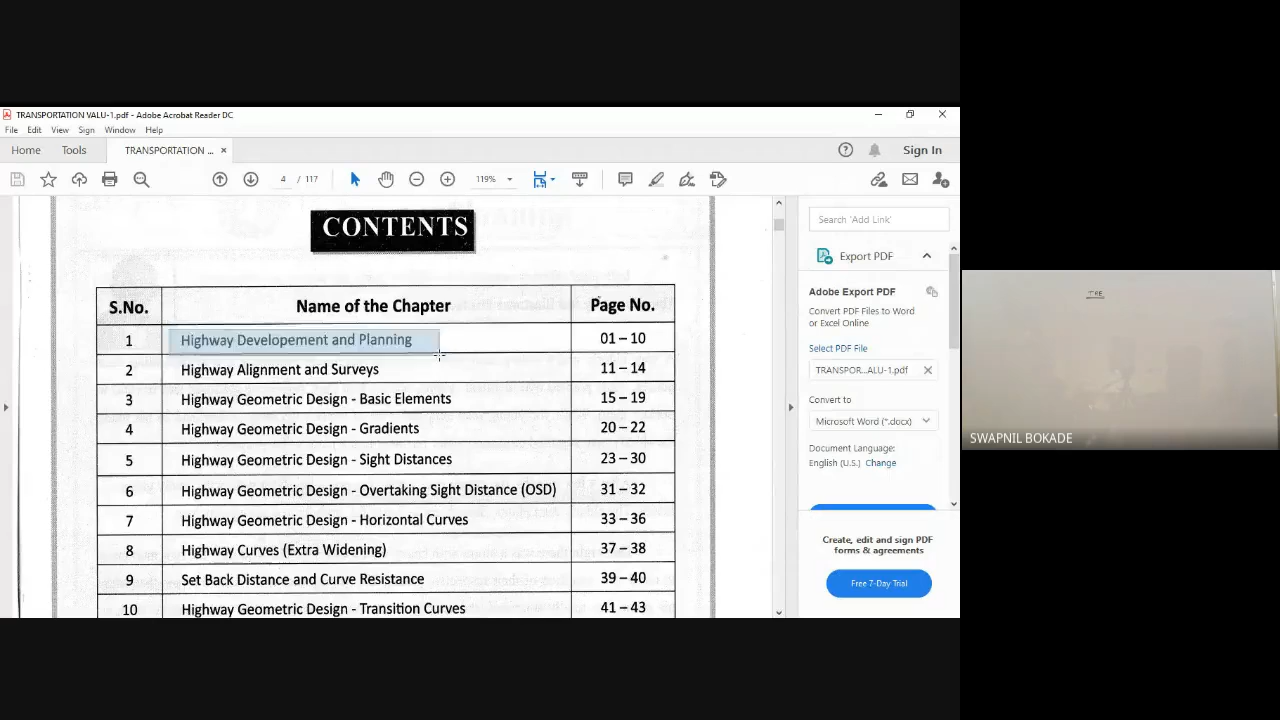 TRANSPORTATION VALU-1.pdf - Adobe Acrobat Reader DC
File Edit View Sign Window Help
Home Tools TRANSPORTATION ... × Sign In
4 / 117 119%
CONTENTS
S.No. Name of the Chapter Page No.
1 Highway Developement and Planning 01 – 10
2 Highway Alignment and Surveys 11 – 14
3 Highway Geometric Design - Basic Elements 15 – 19
4 Highway Geometric Design - Gradients 20 – 22
5 Highway Geometric Design - Sight Distances 23 – 30
6 Highway Geometric Design - Overtaking Sight Distance (OSD) 31 – 32
7 Highway Geometric Design - Horizontal Curves 33 – 36
8 Highway Curves (Extra Widening) 37 – 38
9 Set Back Distance and Curve Resistance 39 – 40
10 Highway Geometric Design - Transition Curves 41 – 43
Search 'Add Link'
Export PDF
Adobe Export PDF
Convert PDF Files to Word
or Excel Online
Select PDF File
TRANSPOR...ALU-1.pdf
Convert to
Microsoft Word (*.docx)
Document Language:
English (U.S.) Change
Create, edit and sign PDF
forms & agreements
Free 7-Day Trial
SWAPNIL BOKADE